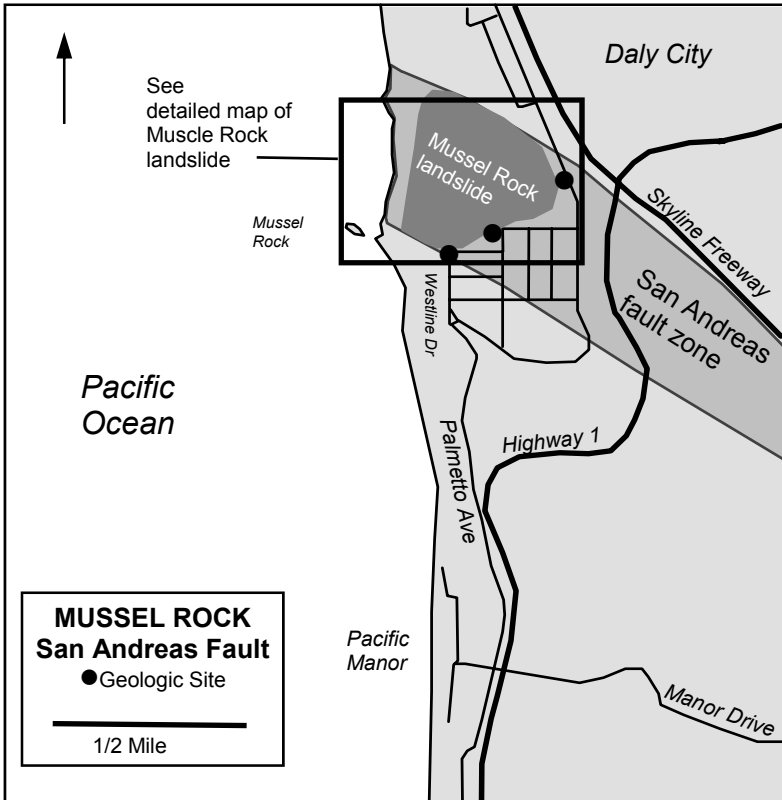 Daly City
See
detailed map of
Muscle Rock
landslide
Mussel Rock
landslide
Mussel
Rock
Skyline Freeway
San Andreas
fault zone
Westline Dr
Pacific
Ocean
Highway 1
Palmetto Ave
MUSSEL ROCK
San Andreas Fault
Geologic Site
1/2 Mile
Pacific
Manor
Manor Drive